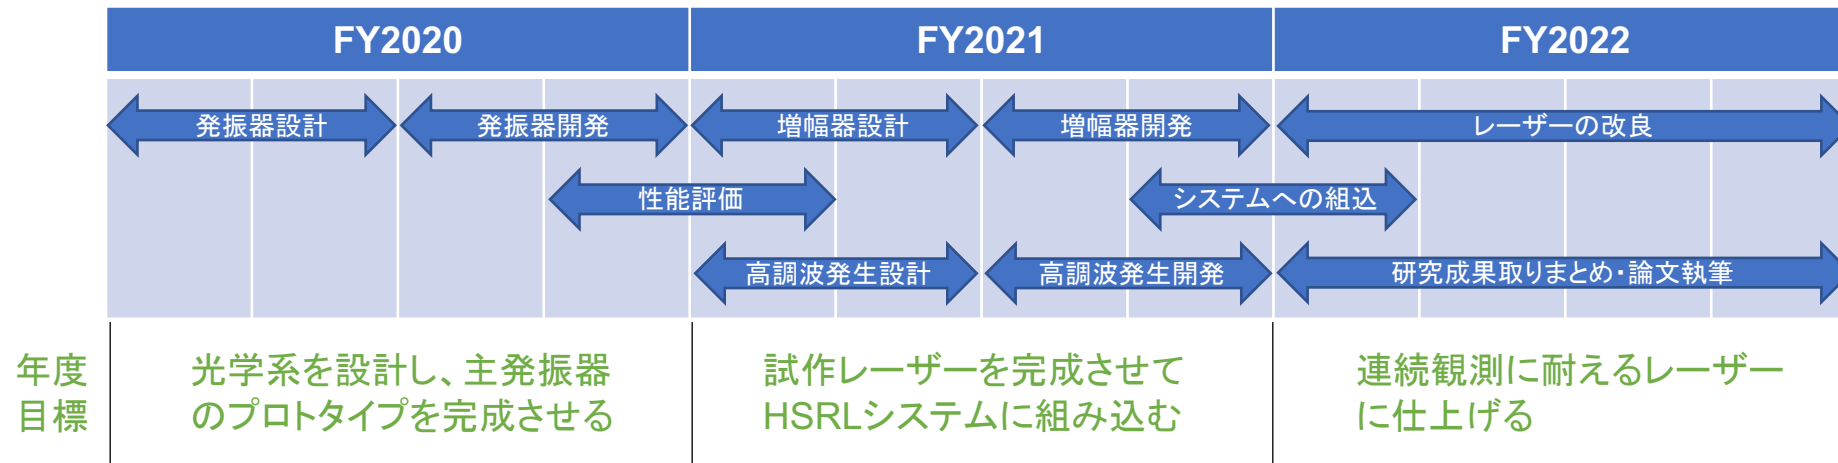 FY2020
FY2021
FY2022
発振器設計
発振器開発
増幅器設計
増幅器開発
レーザーの改良
性能評価
システムへの組込
高調波発生設計
高調波発生開発
研究成果取りまとめ・論文執筆
年度
目標
光学系を設計し、主発振器
のプロトタイプを完成させる
試作レーザーを完成させて
HSRLシステムに組み込む
連続観測に耐えるレーザー
に仕上げる